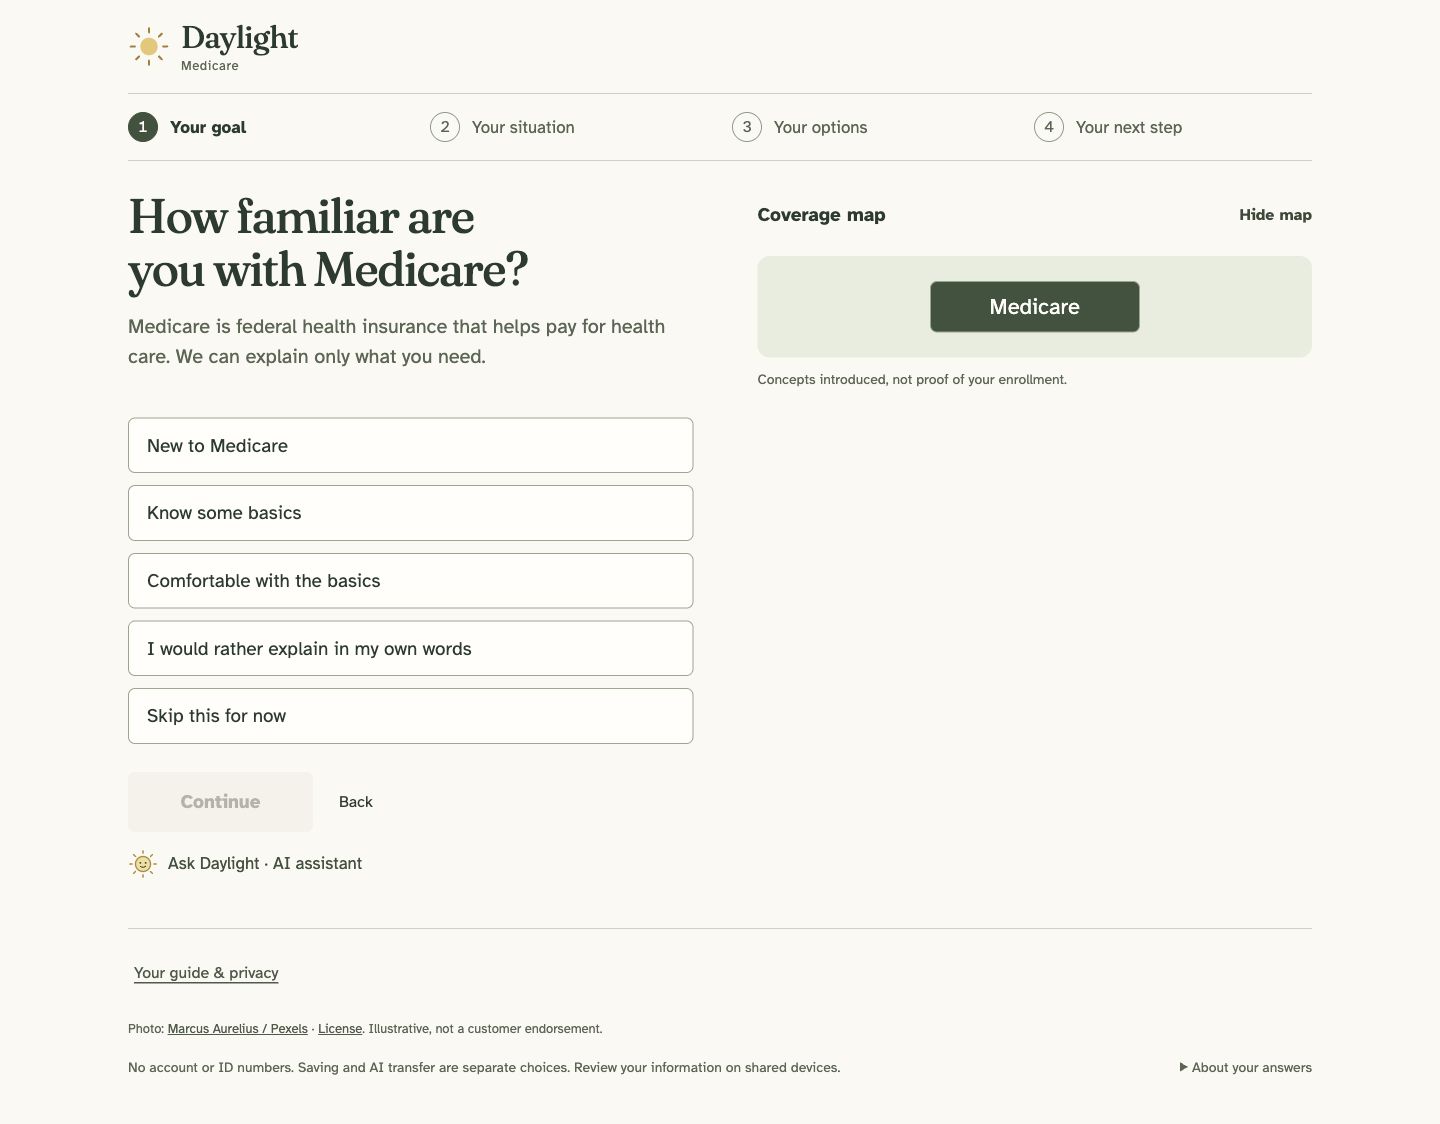 Daylight
Medicare
1 Your goal
2 Your situation
3 Your options
4 Your next step
How familiar are
you with Medicare?
Medicare is federal health insurance that helps pay for health
care. We can explain only what you need.
New to Medicare
Know some basics
Comfortable with the basics
I would rather explain in my own words
Skip this for now
Continue
Back
Ask Daylight · AI assistant
Coverage map
Hide map
Medicare
Concepts introduced, not proof of your enrollment.
Your guide & privacy
Photo: Marcus Aurelius / Pexels · License. Illustrative, not a customer endorsement.
No account or ID numbers. Saving and AI transfer are separate choices. Review your information on shared devices.
About your answers